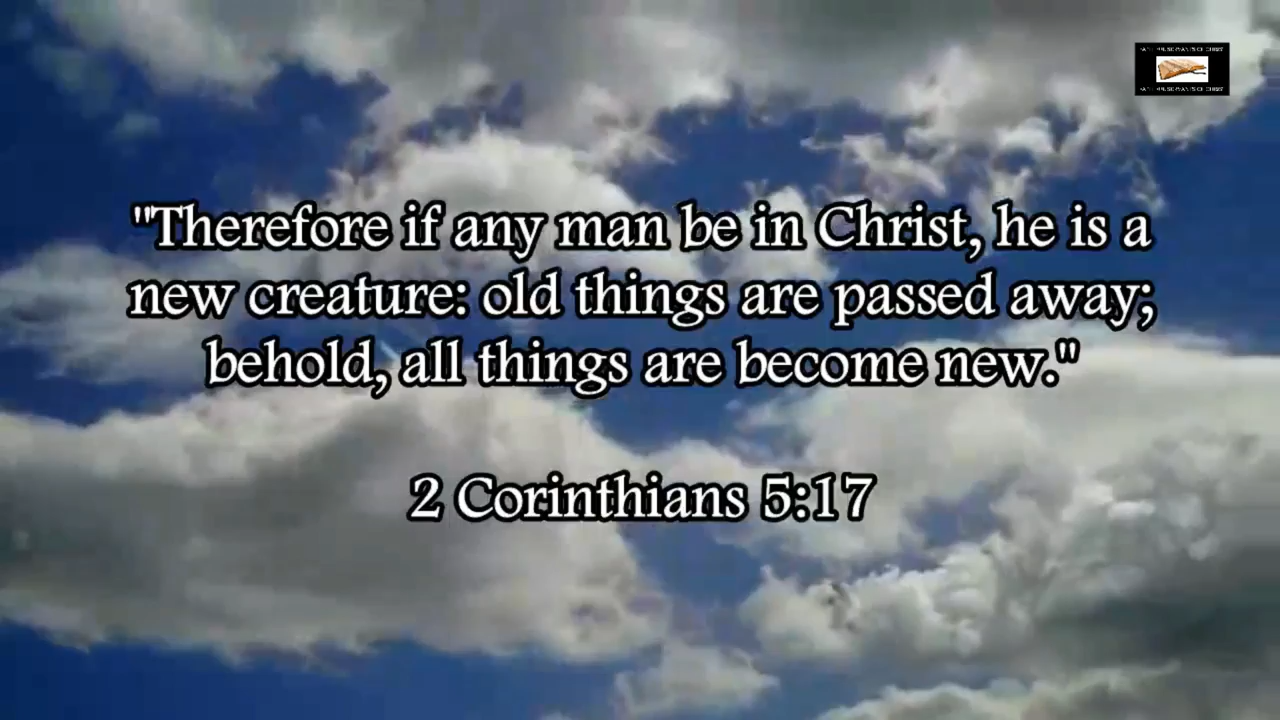 "Therefore if any man be in Christ, he is a
new creature: old things are passed away;
behold, all things are become new."
2 Corinthians 5:17